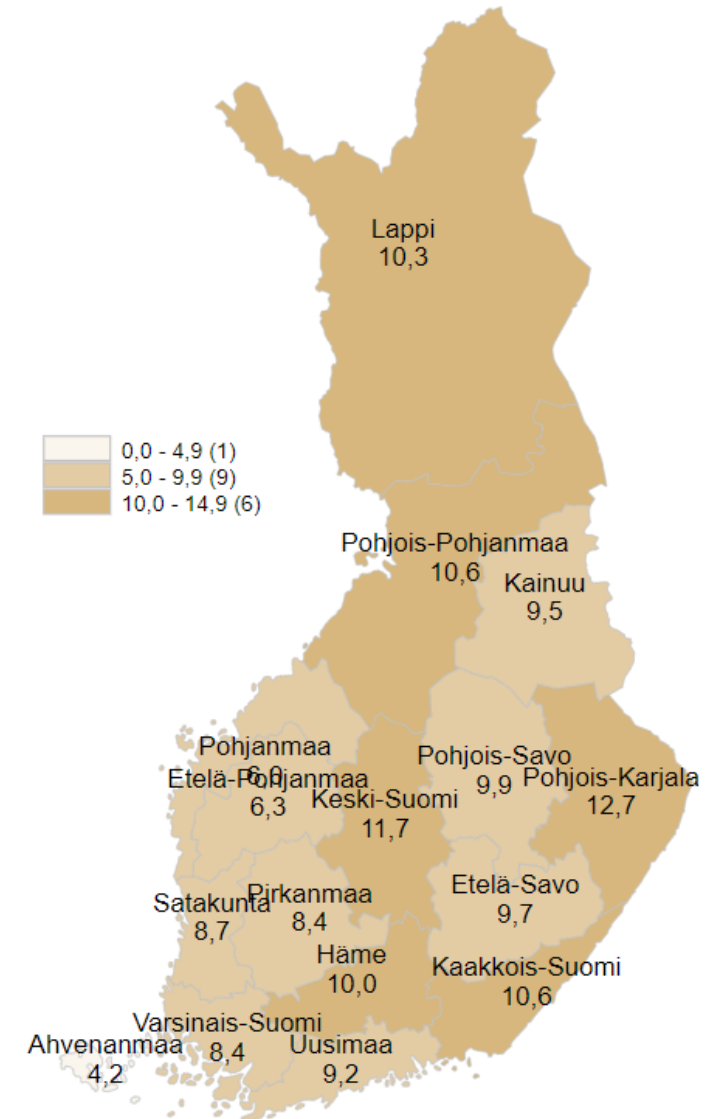 Lappi
10,3
0,0 - 4,9 (1)
5,0 - 9,9 (9)
10,0 - 14,9 (6)
Pohjois-Pohjanmaa
10,6
Kainuu
9,5
Pohjanmaa
6,0
Etelä-Pohjanmaa
6,3
Keski-Suomi
11,7
Pohjois-Savo
9,9
Pohjois-Karjala
12,7
Satakunta
8,7
Pirkanmaa
8,4
Etelä-Savo
9,7
Häme
10,0
Kaakkois-Suomi
10,6
Varsinais-Suomi
8,4
Ahvenanmaa
4,2
Uusimaa
9,2